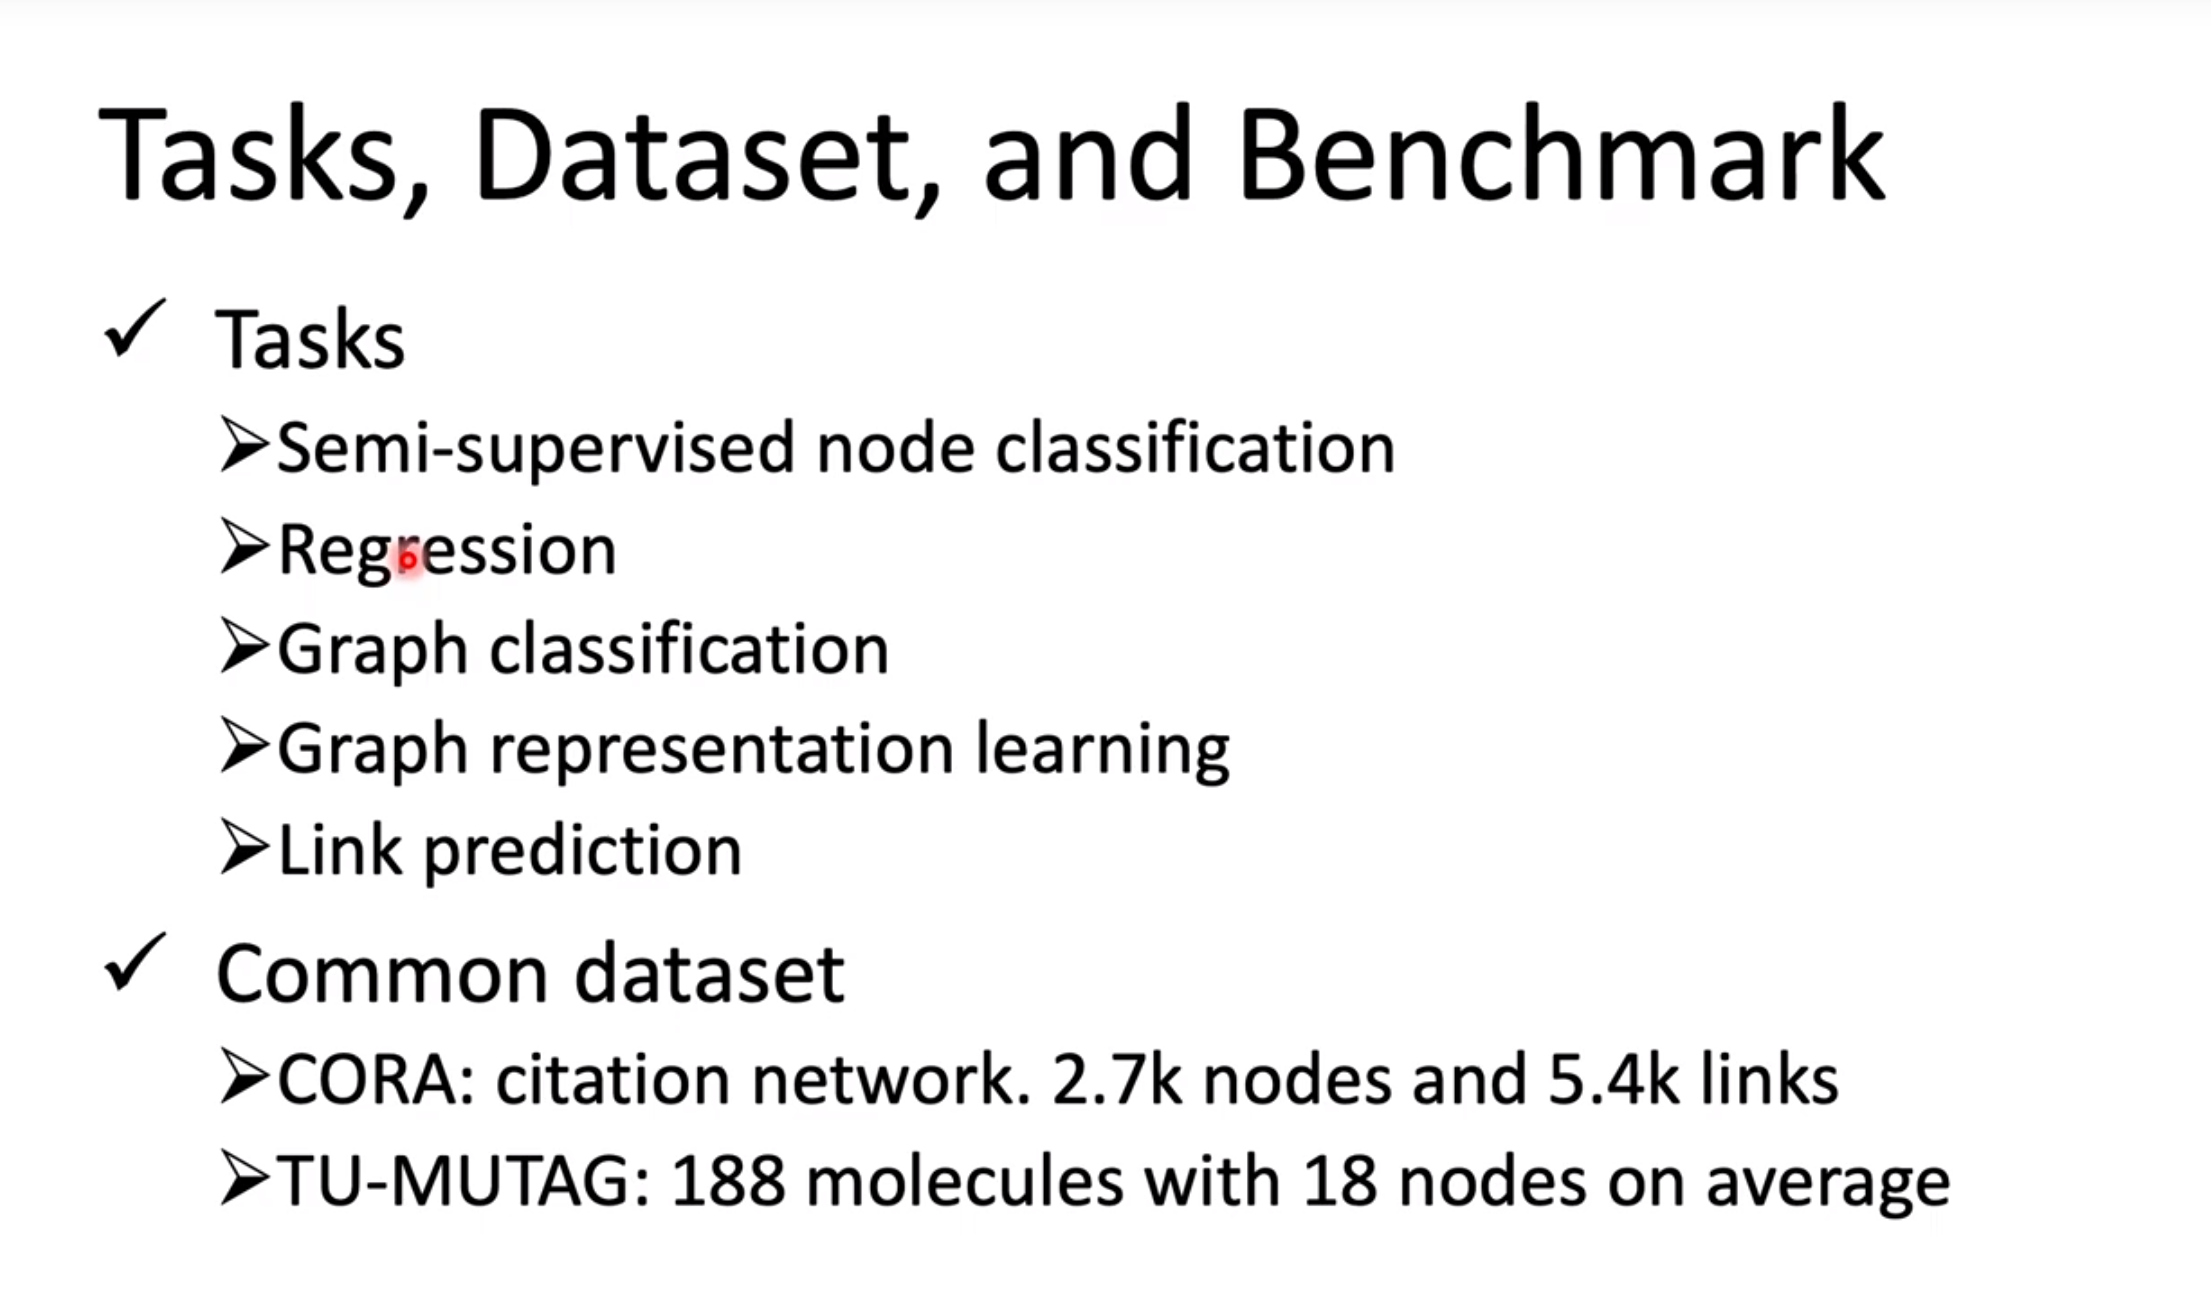 Tasks, Dataset, and Benchmark
✓ Tasks
➢Semi-supervised node classification
➢Regression
➢Graph classification
➢Graph representation learning
➢Link prediction
✓ Common dataset
➢CORA: citation network. 2.7k nodes and 5.4k links
➢TU-MUTAG: 188 molecules with 18 nodes on average